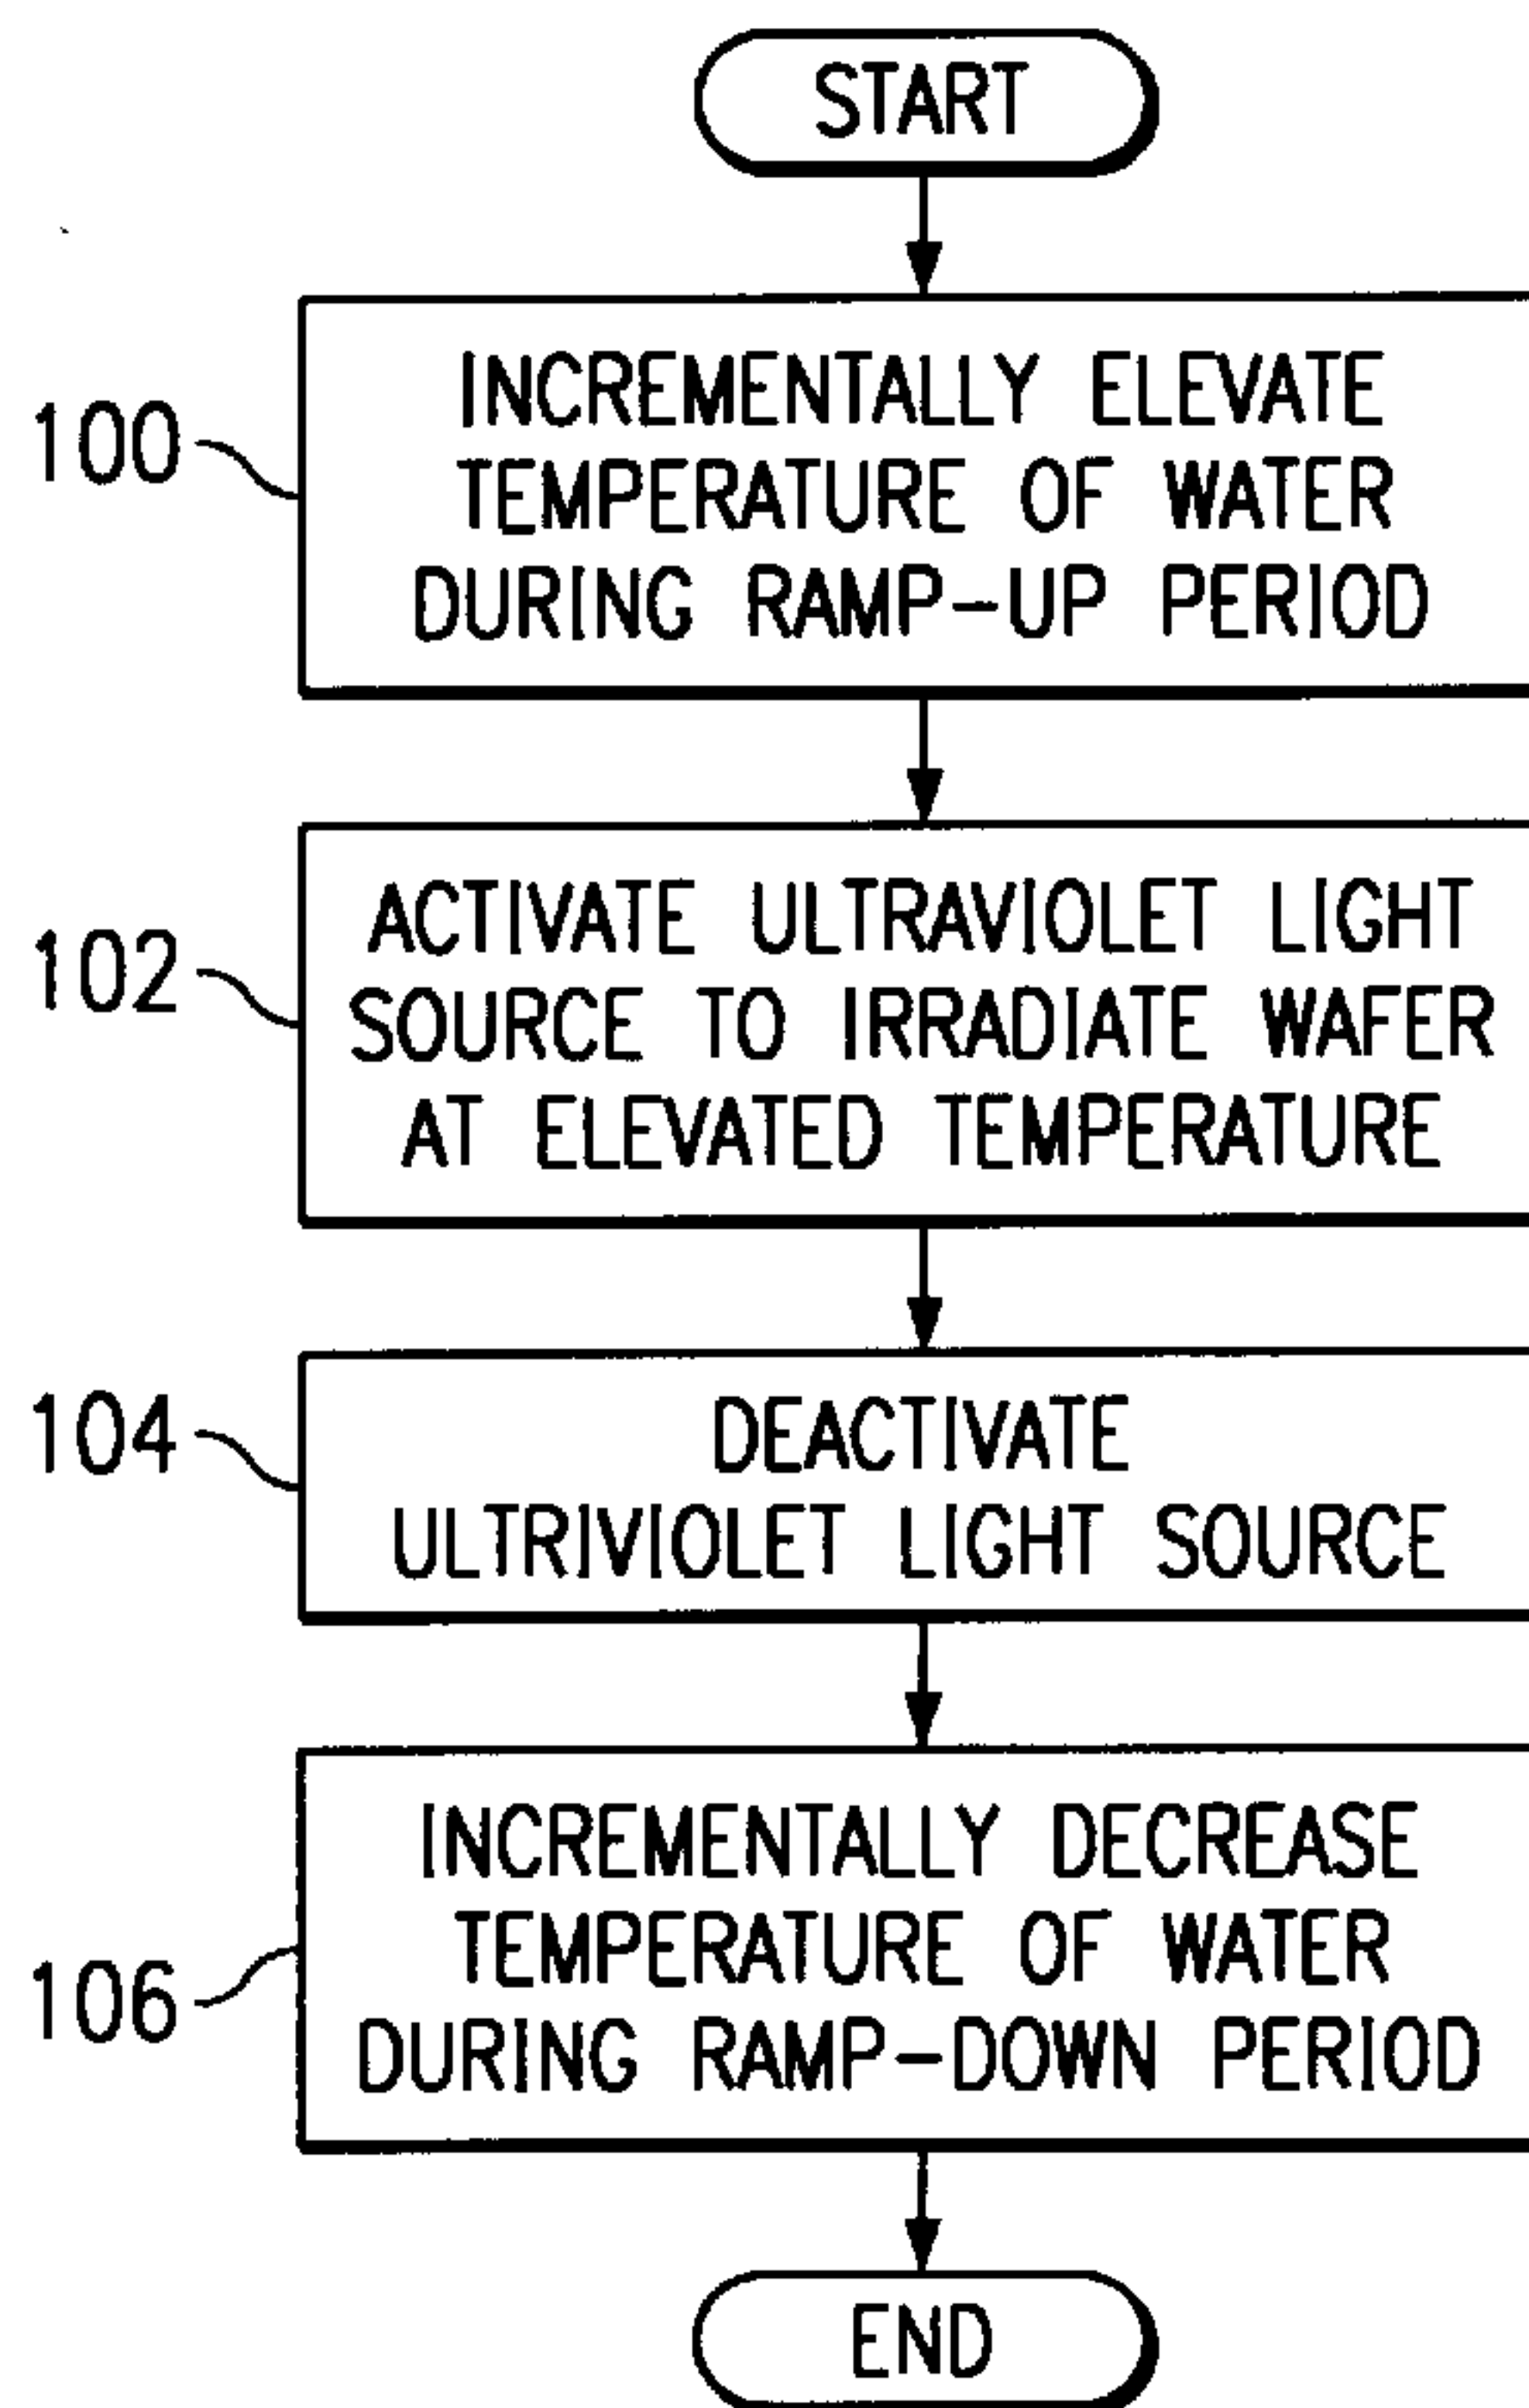 START
100
INCREMENTALLY ELEVATE
TEMPERATURE OF WATER
DURING RAMP-UP PERIOD
102
ACTIVATE ULTRAVIOLET LIGHT
SOURCE TO IRRADIATE WAFER
AT ELEVATED TEMPERATURE
104
DEACTIVATE
ULTRIVIOLET LIGHT SOURCE
106
INCREMENTALLY DECREASE
TEMPERATURE OF WATER
DURING RAMP-DOWN PERIOD
END